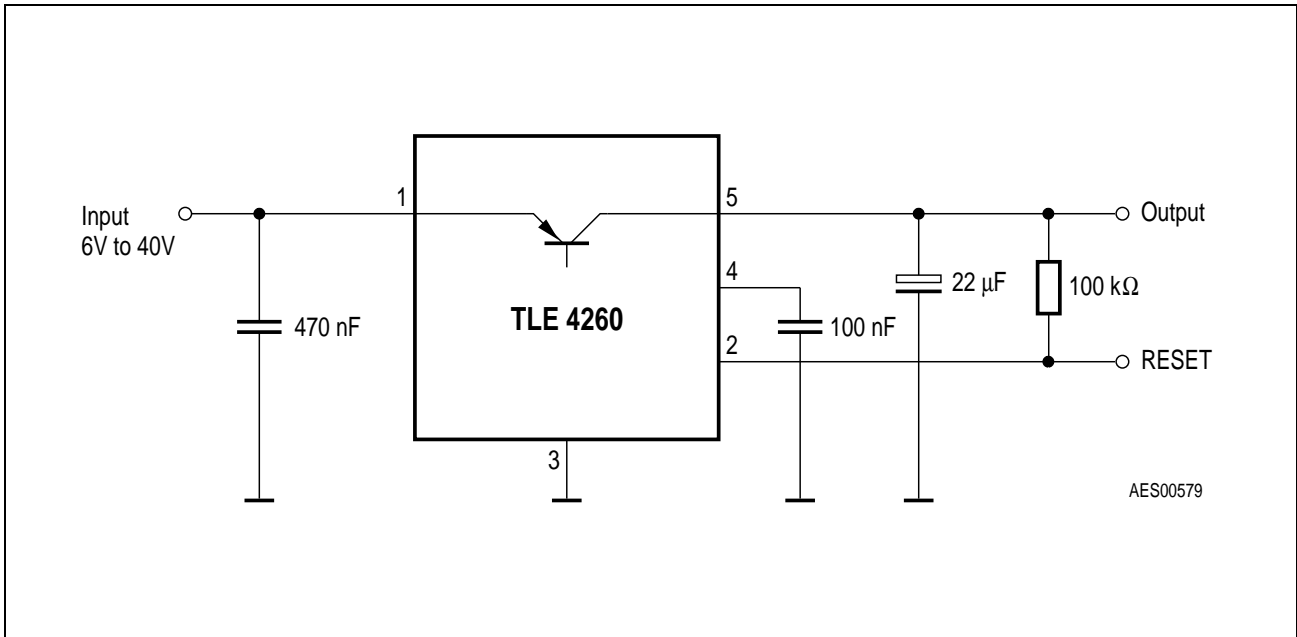 Input
6V to 40V
1
5
Output
4
22 μF
100 kΩ
470 nF
TLE 4260
100 nF
2
RESET
3
AES00579